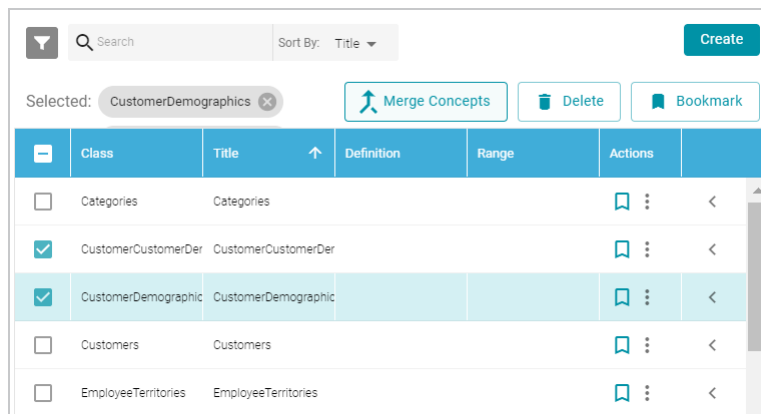 Search Sort By: Title Create
Selected: CustomerDemographics Merge Concepts Delete Bookmark
Class Title Definition Range Actions
Categories Categories
CustomerCustomerDer CustomerCustomerDer
CustomerDemographic CustomerDemographic
Customers Customers
EmployeeTerritories EmployeeTerritories